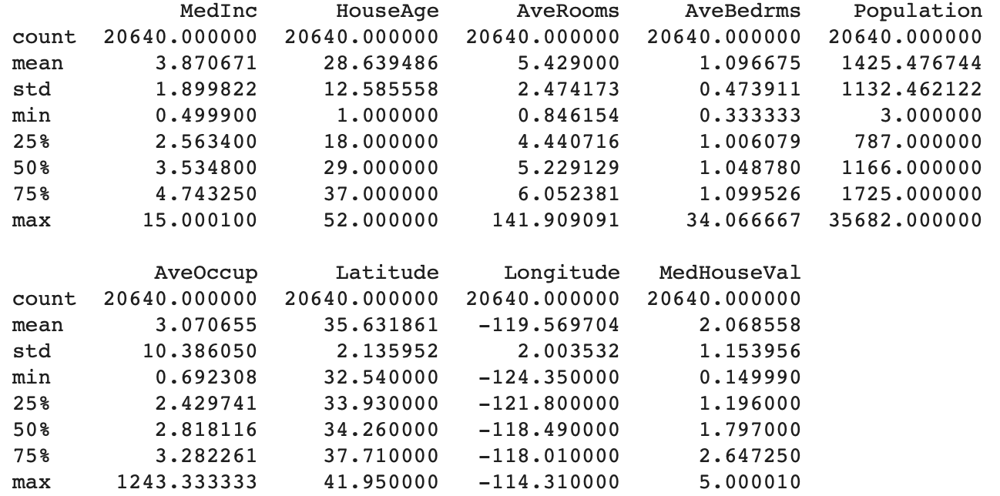 MedInc HouseAge AveRooms AveBedrms Population
count 20640.000000 20640.000000 20640.000000 20640.000000 20640.000000
mean 3.870671 28.639486 5.429000 1.096675 1425.476744
std 1.899822 12.585558 2.474173 0.473911 1132.462122
min 0.499900 1.000000 0.846154 0.333333 3.000000
25% 2.563400 18.000000 4.440716 1.006079 787.000000
50% 3.534800 29.000000 5.229129 1.048780 1166.000000
75% 4.743250 37.000000 6.052381 1.099526 1725.000000
max 15.000100 52.000000 141.909091 34.066667 35682.000000
AveOccup Latitude Longitude MedHouseVal
count 20640.000000 20640.000000 20640.000000 20640.000000
mean 3.070655 35.631861 -119.569704 2.068558
std 10.386050 2.135952 2.003532 1.153956
min 0.692308 32.540000 -124.350000 0.149990
25% 2.429741 33.930000 -121.800000 1.196000
50% 2.818116 34.260000 -118.490000 1.797000
75% 3.282261 37.710000 -118.010000 2.647250
max 1243.333333 41.950000 -114.310000 5.000010